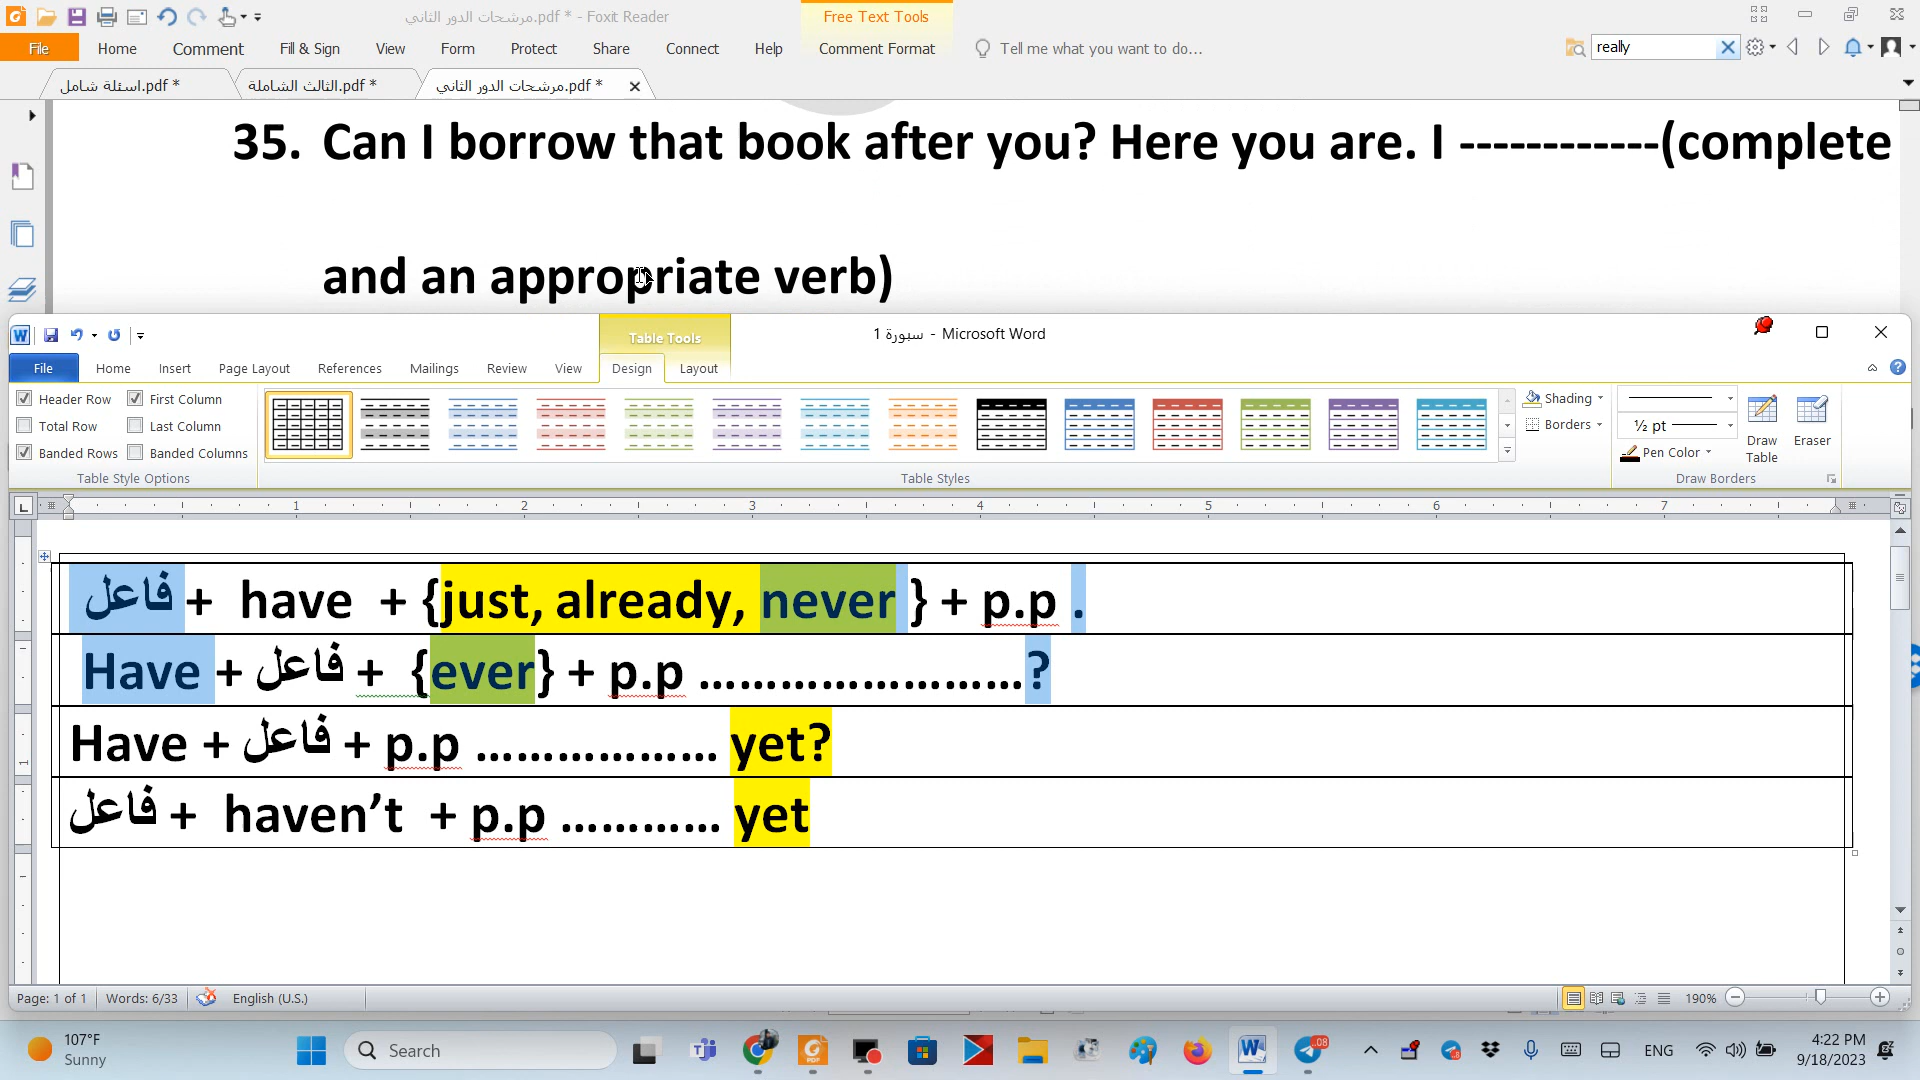 مرشحات الدور الثاني.pdf * - Foxit Reader
Free Text Tools
File Home Comment Fill & Sign View Form Protect Share Connect Help Comment Format Tell me what you want to do... really
اسئلة شامل.pdf * الثالث الشاملة.pdf * مرشحات الدور الثاني.pdf *
35. Can I borrow that book after you? Here you are. I ------------(complete
and an appropriate verb)
Table Tools
سبورة 1 - Microsoft Word
File Home Insert Page Layout References Mailings Review View Design Layout
Header Row First Column
Total Row Last Column
Banded Rows Banded Columns
Table Style Options
Table Styles
Shading
Borders
½ pt
Pen Color
Draw Table
Eraser
Draw Borders
1 2 3 4 5 6 7
فاعل + have + {just, already, never } + p.p .
Have + فاعل + {ever} + p.p ........................?
Have + فاعل + p.p .................. yet?
فاعل + haven’t + p.p ............ yet
Page: 1 of 1 Words: 6/33 English (U.S.) 190%
107°F
Sunny
Search
ENG
4:22 PM
9/18/2023